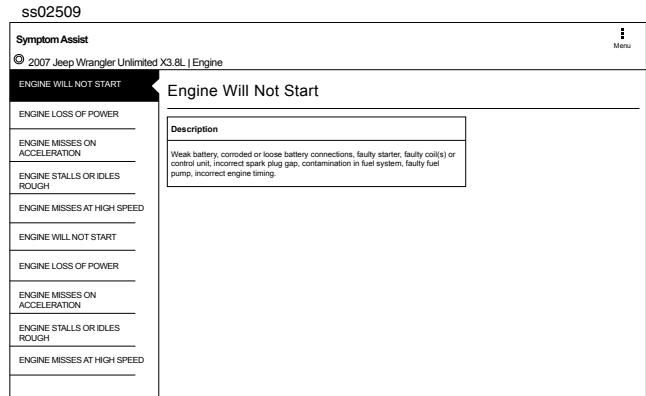 ss02509
Symptom Assist
Menu
2007 Jeep Wrangler Unlimited X3.8L | Engine
ENGINE WILL NOT START
ENGINE LOSS OF POWER
ENGINE MISSES ON
ACCELERATION
ENGINE STALLS OR IDLES
ROUGH
ENGINE MISSES AT HIGH SPEED
ENGINE WILL NOT START
ENGINE LOSS OF POWER
ENGINE MISSES ON
ACCELERATION
ENGINE STALLS OR IDLES
ROUGH
ENGINE MISSES AT HIGH SPEED
Engine Will Not Start
Description
Weak battery, corroded or loose battery connections, faulty starter, faulty coil(s) or
control unit, incorrect spark plug gap, contamination in fuel system, faulty fuel
pump, incorrect engine timing.